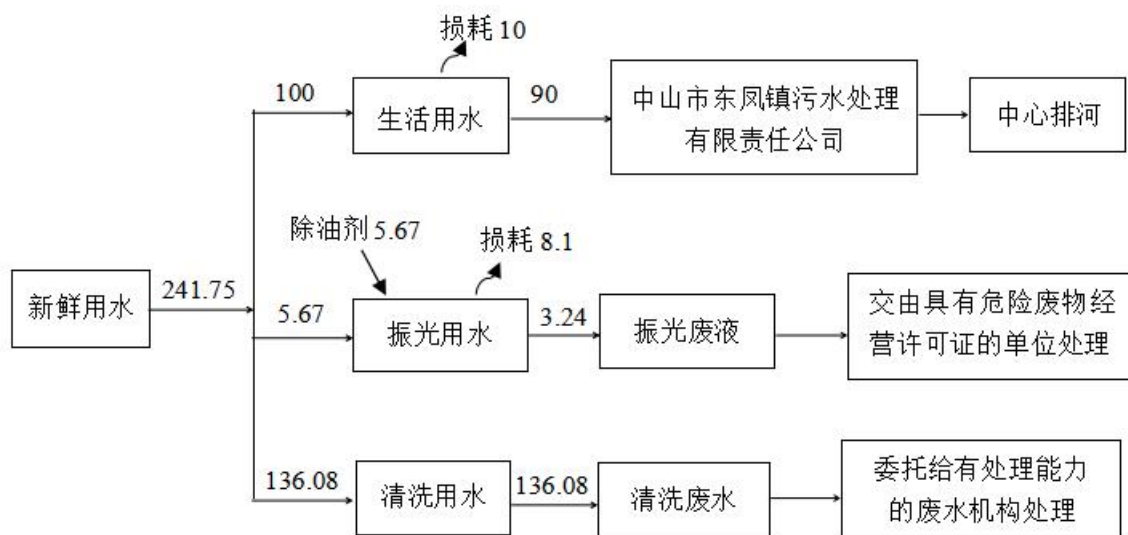 损耗 10
100
生活用水
90
中山市东凤镇污水处理
有限责任公司
中心排河
除油剂 5.67
损耗 8.1
新鲜用水
241.75
5.67
振光用水
3.24
振光废液
交由具有危险废物经
营许可证的单位处理
136.08
清洗用水
136.08
清洗废水
委托给有处理能力
的废水机构处理